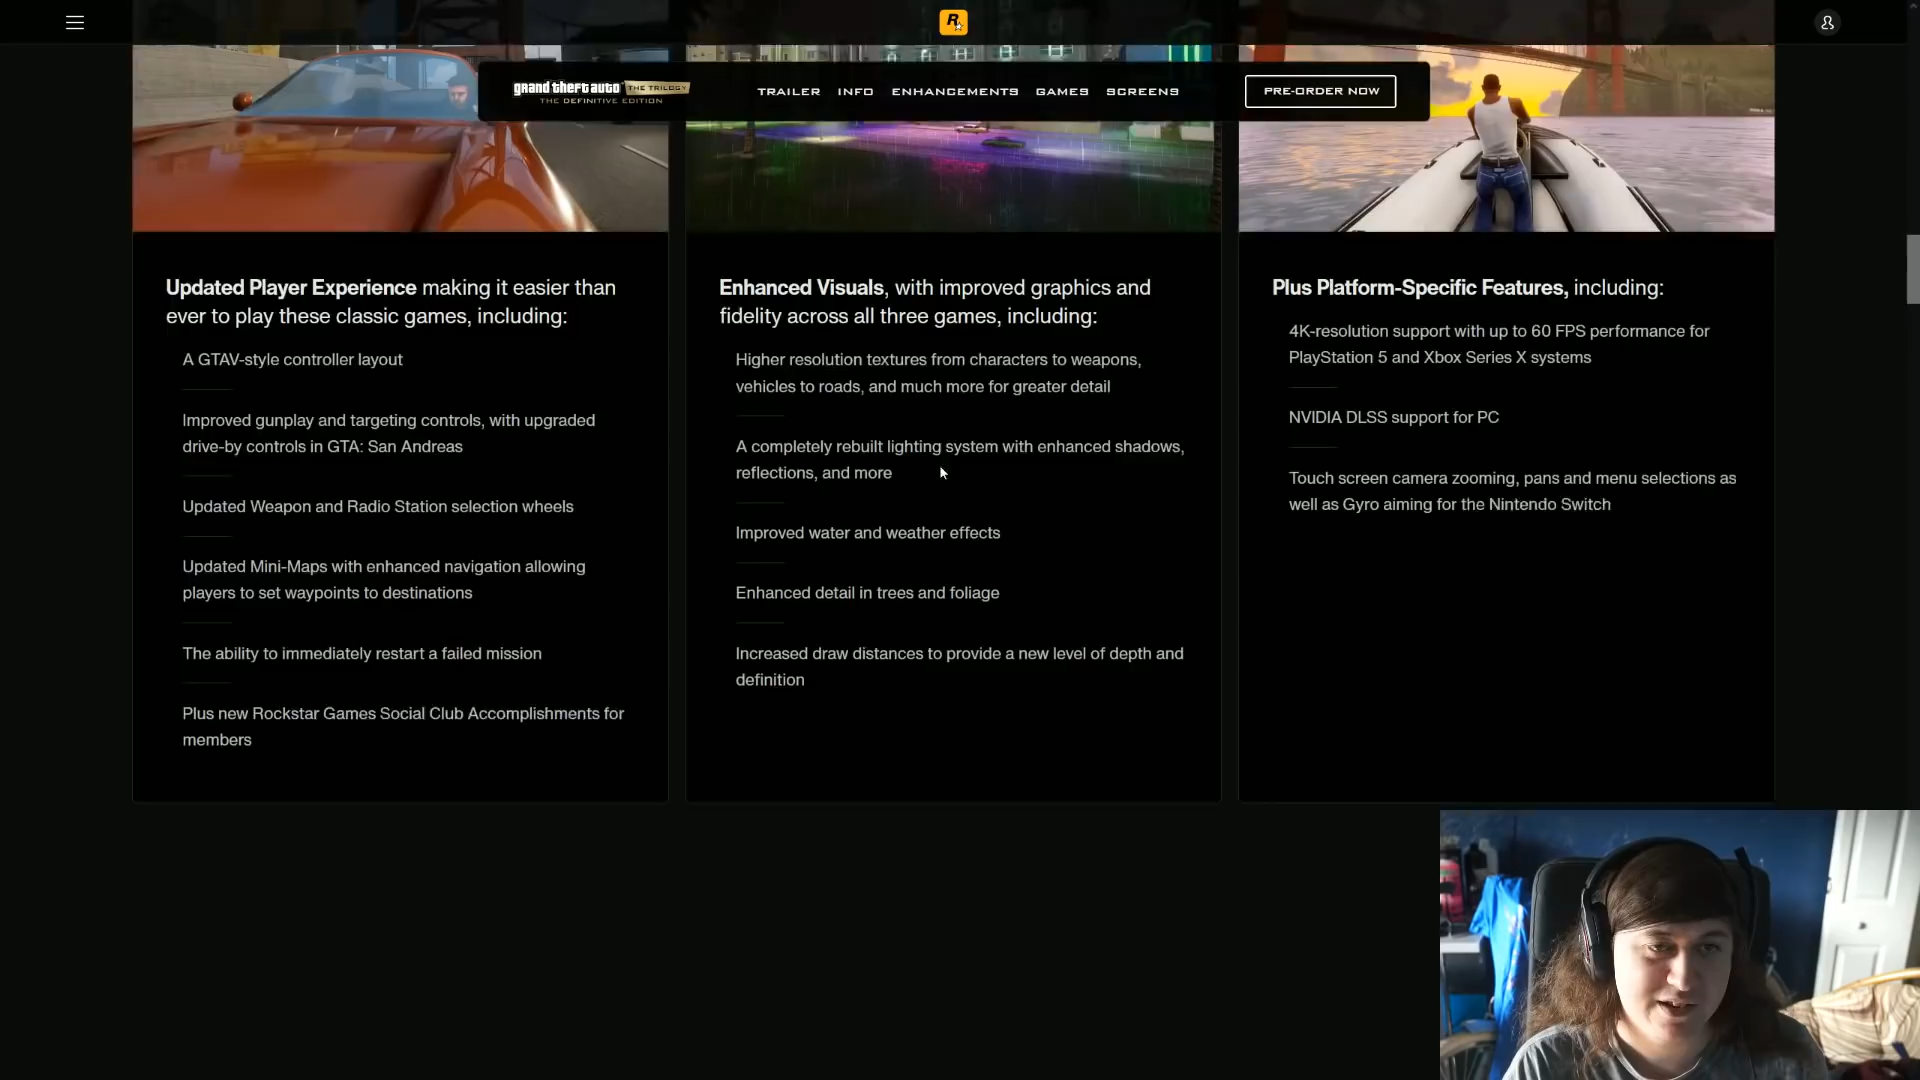 R
grand theft auto THE TRILOGY
THE DEFINITIVE EDITION
TRAILER INFO ENHANCEMENTS GAMES SCREENS
PRE-ORDER NOW
Updated Player Experience making it easier than
ever to play these classic games, including:
A GTAV-style controller layout
Improved gunplay and targeting controls, with upgraded
drive-by controls in GTA: San Andreas
Updated Weapon and Radio Station selection wheels
Updated Mini-Maps with enhanced navigation allowing
players to set waypoints to destinations
The ability to immediately restart a failed mission
Plus new Rockstar Games Social Club Accomplishments for
members
Enhanced Visuals, with improved graphics and
fidelity across all three games, including:
Higher resolution textures from characters to weapons,
vehicles to roads, and much more for greater detail
A completely rebuilt lighting system with enhanced shadows,
reflections, and more
Improved water and weather effects
Enhanced detail in trees and foliage
Increased draw distances to provide a new level of depth and
definition
Plus Platform-Specific Features, including:
4K-resolution support with up to 60 FPS performance for
PlayStation 5 and Xbox Series X systems
NVIDIA DLSS support for PC
Touch screen camera zooming, pans and menu selections as
well as Gyro aiming for the Nintendo Switch